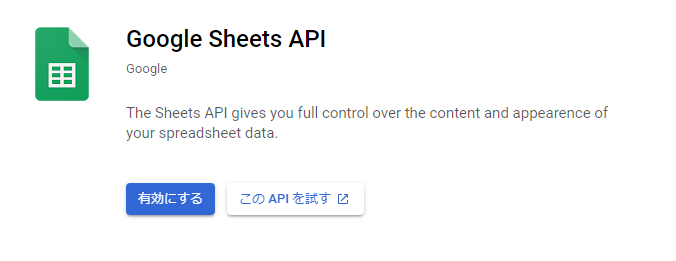 Google Sheets API
Google
The Sheets API gives you full control over the content and appearence of
your spreadsheet data.
有効にする
この API を試す